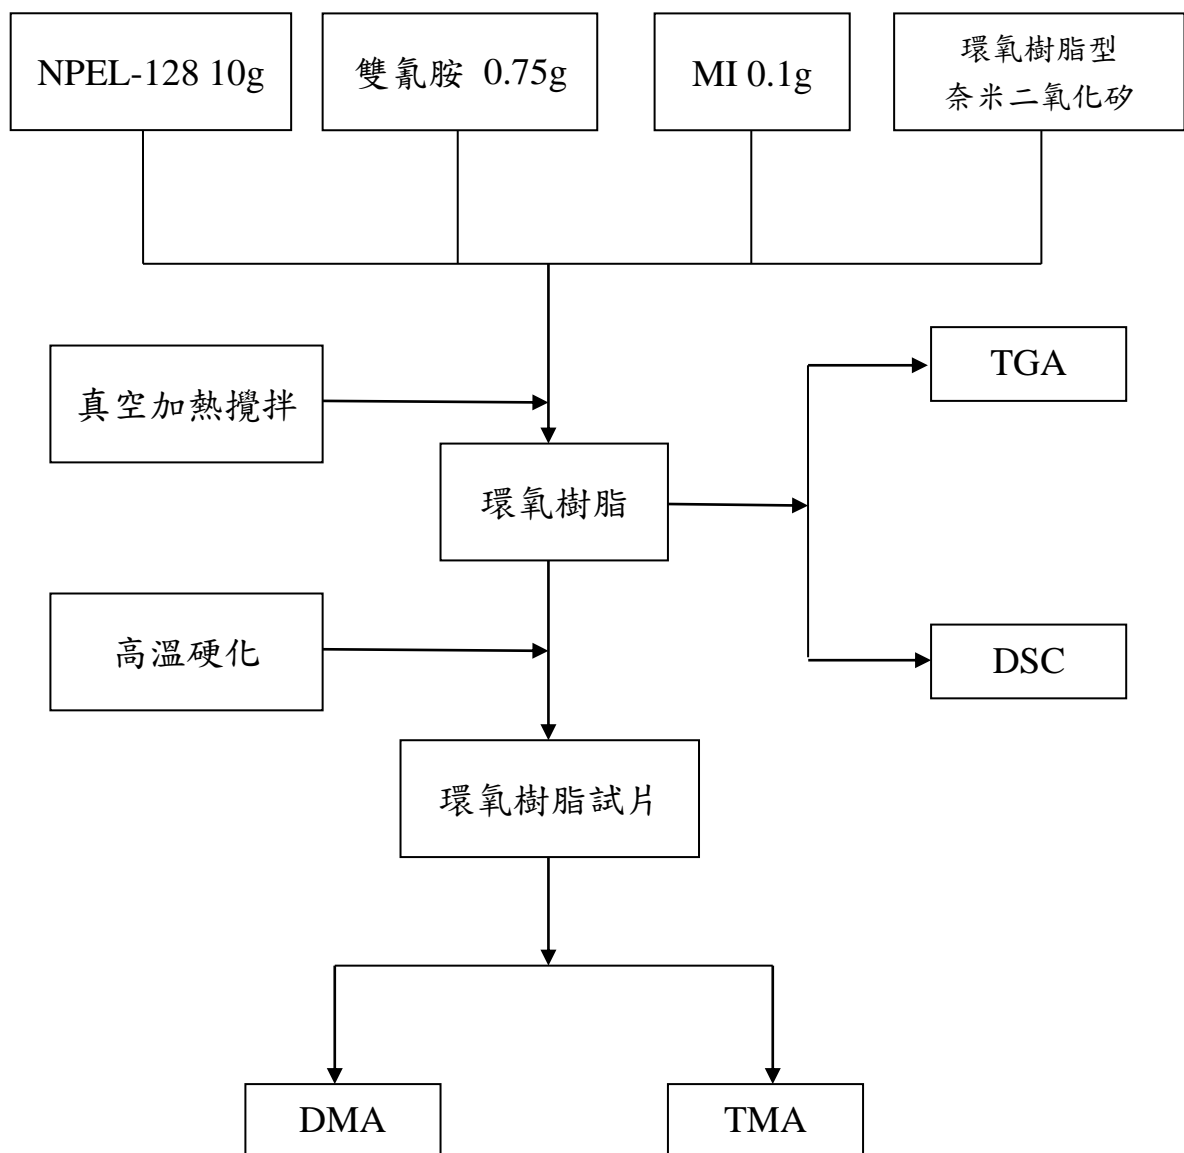 NPEL-128 10g
雙氰胺 0.75g
MI 0.1g
環氧樹脂型
奈米二氧化矽
真空加熱攪拌
TGA
環氧樹脂
高溫硬化
DSC
環氧樹脂試片
DMA
TMA